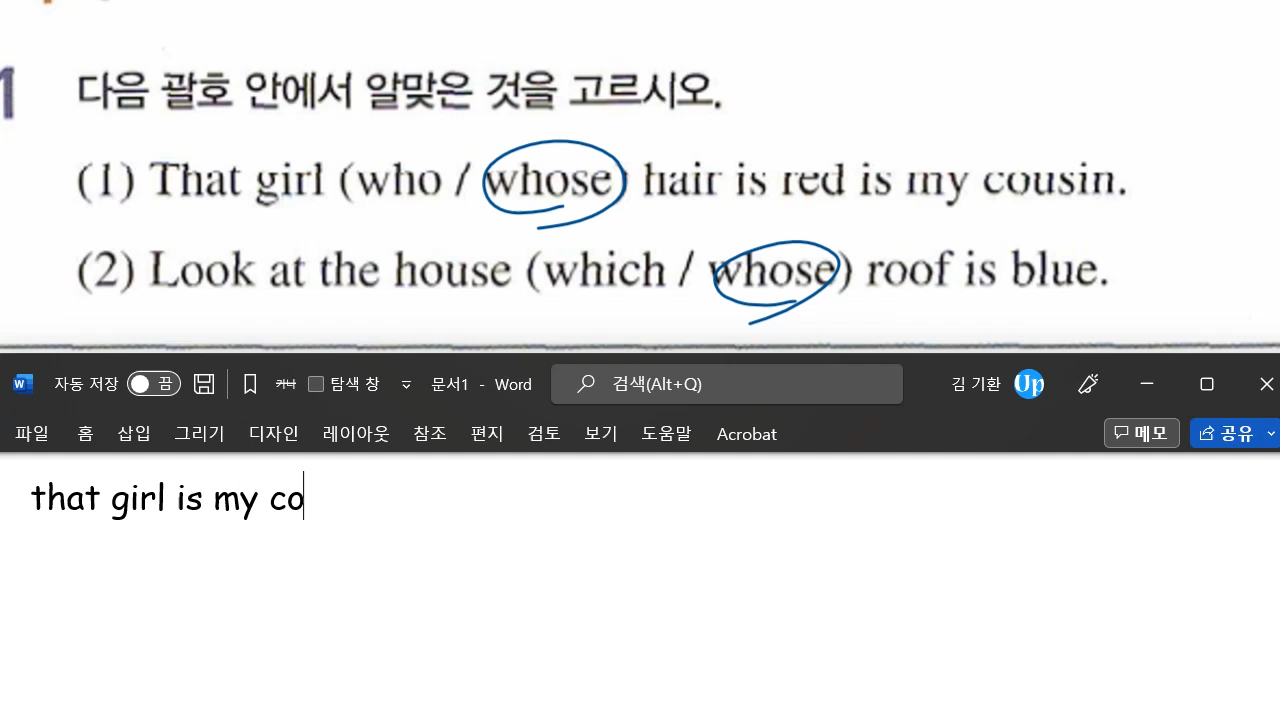 1 다음 괄호 안에서 알맞은 것을 고르시오.
(1) That girl (who / whose) hair is red is my cousin.
(2) Look at the house (which / whose) roof is blue.
자동 저장 끔 가나 탐색 창 문서1 - Word 검색(Alt+Q) 김 기환 Up
파일 홈 삽입 그리기 디자인 레이아웃 참조 편지 검토 보기 도움말 Acrobat 메모 공유
that girl is my co